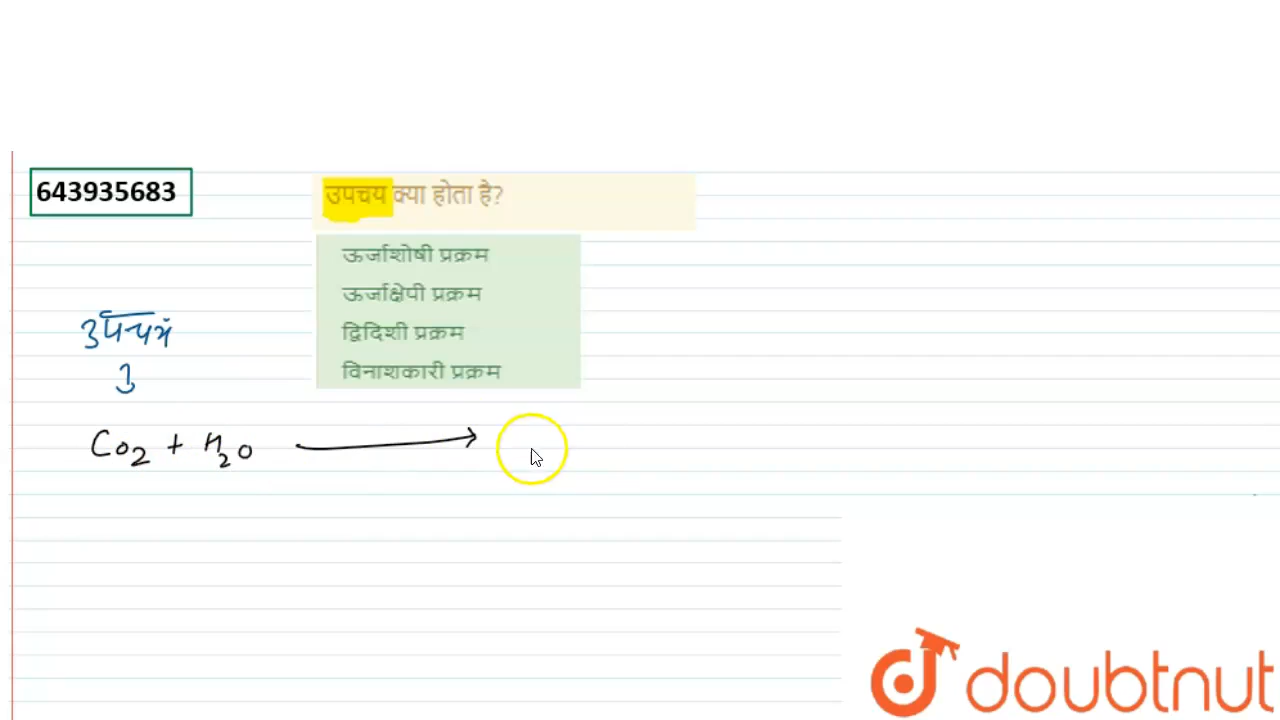 643935683
उपचय क्या होता है?
ऊर्जाशोषी प्रक्रम
ऊर्जाक्षेपी प्रक्रम
द्विदिशी प्रक्रम
विनाशकारी प्रक्रम
उपचय
CO2 + H2O
doubtnut